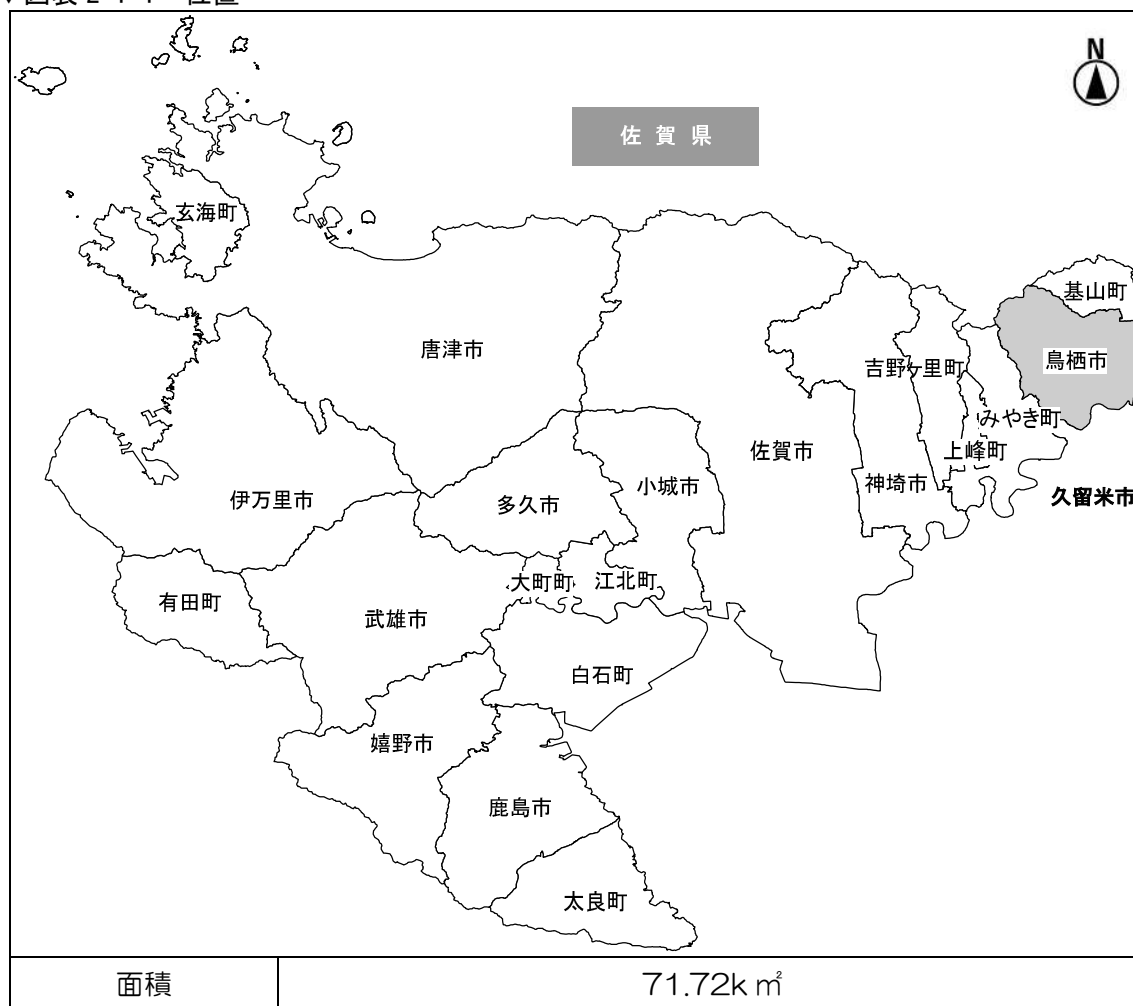 N
佐賀県
玄海町
基山町
唐津市
鳥栖市
吉野ヶ里町
みやき町
佐賀市
上峰町
小城市
神埼市
久留米市
伊万里市
多久市
大町町
江北町
有田町
武雄市
白石町
嬉野市
鹿島市
太良町
面積 71.72k㎡